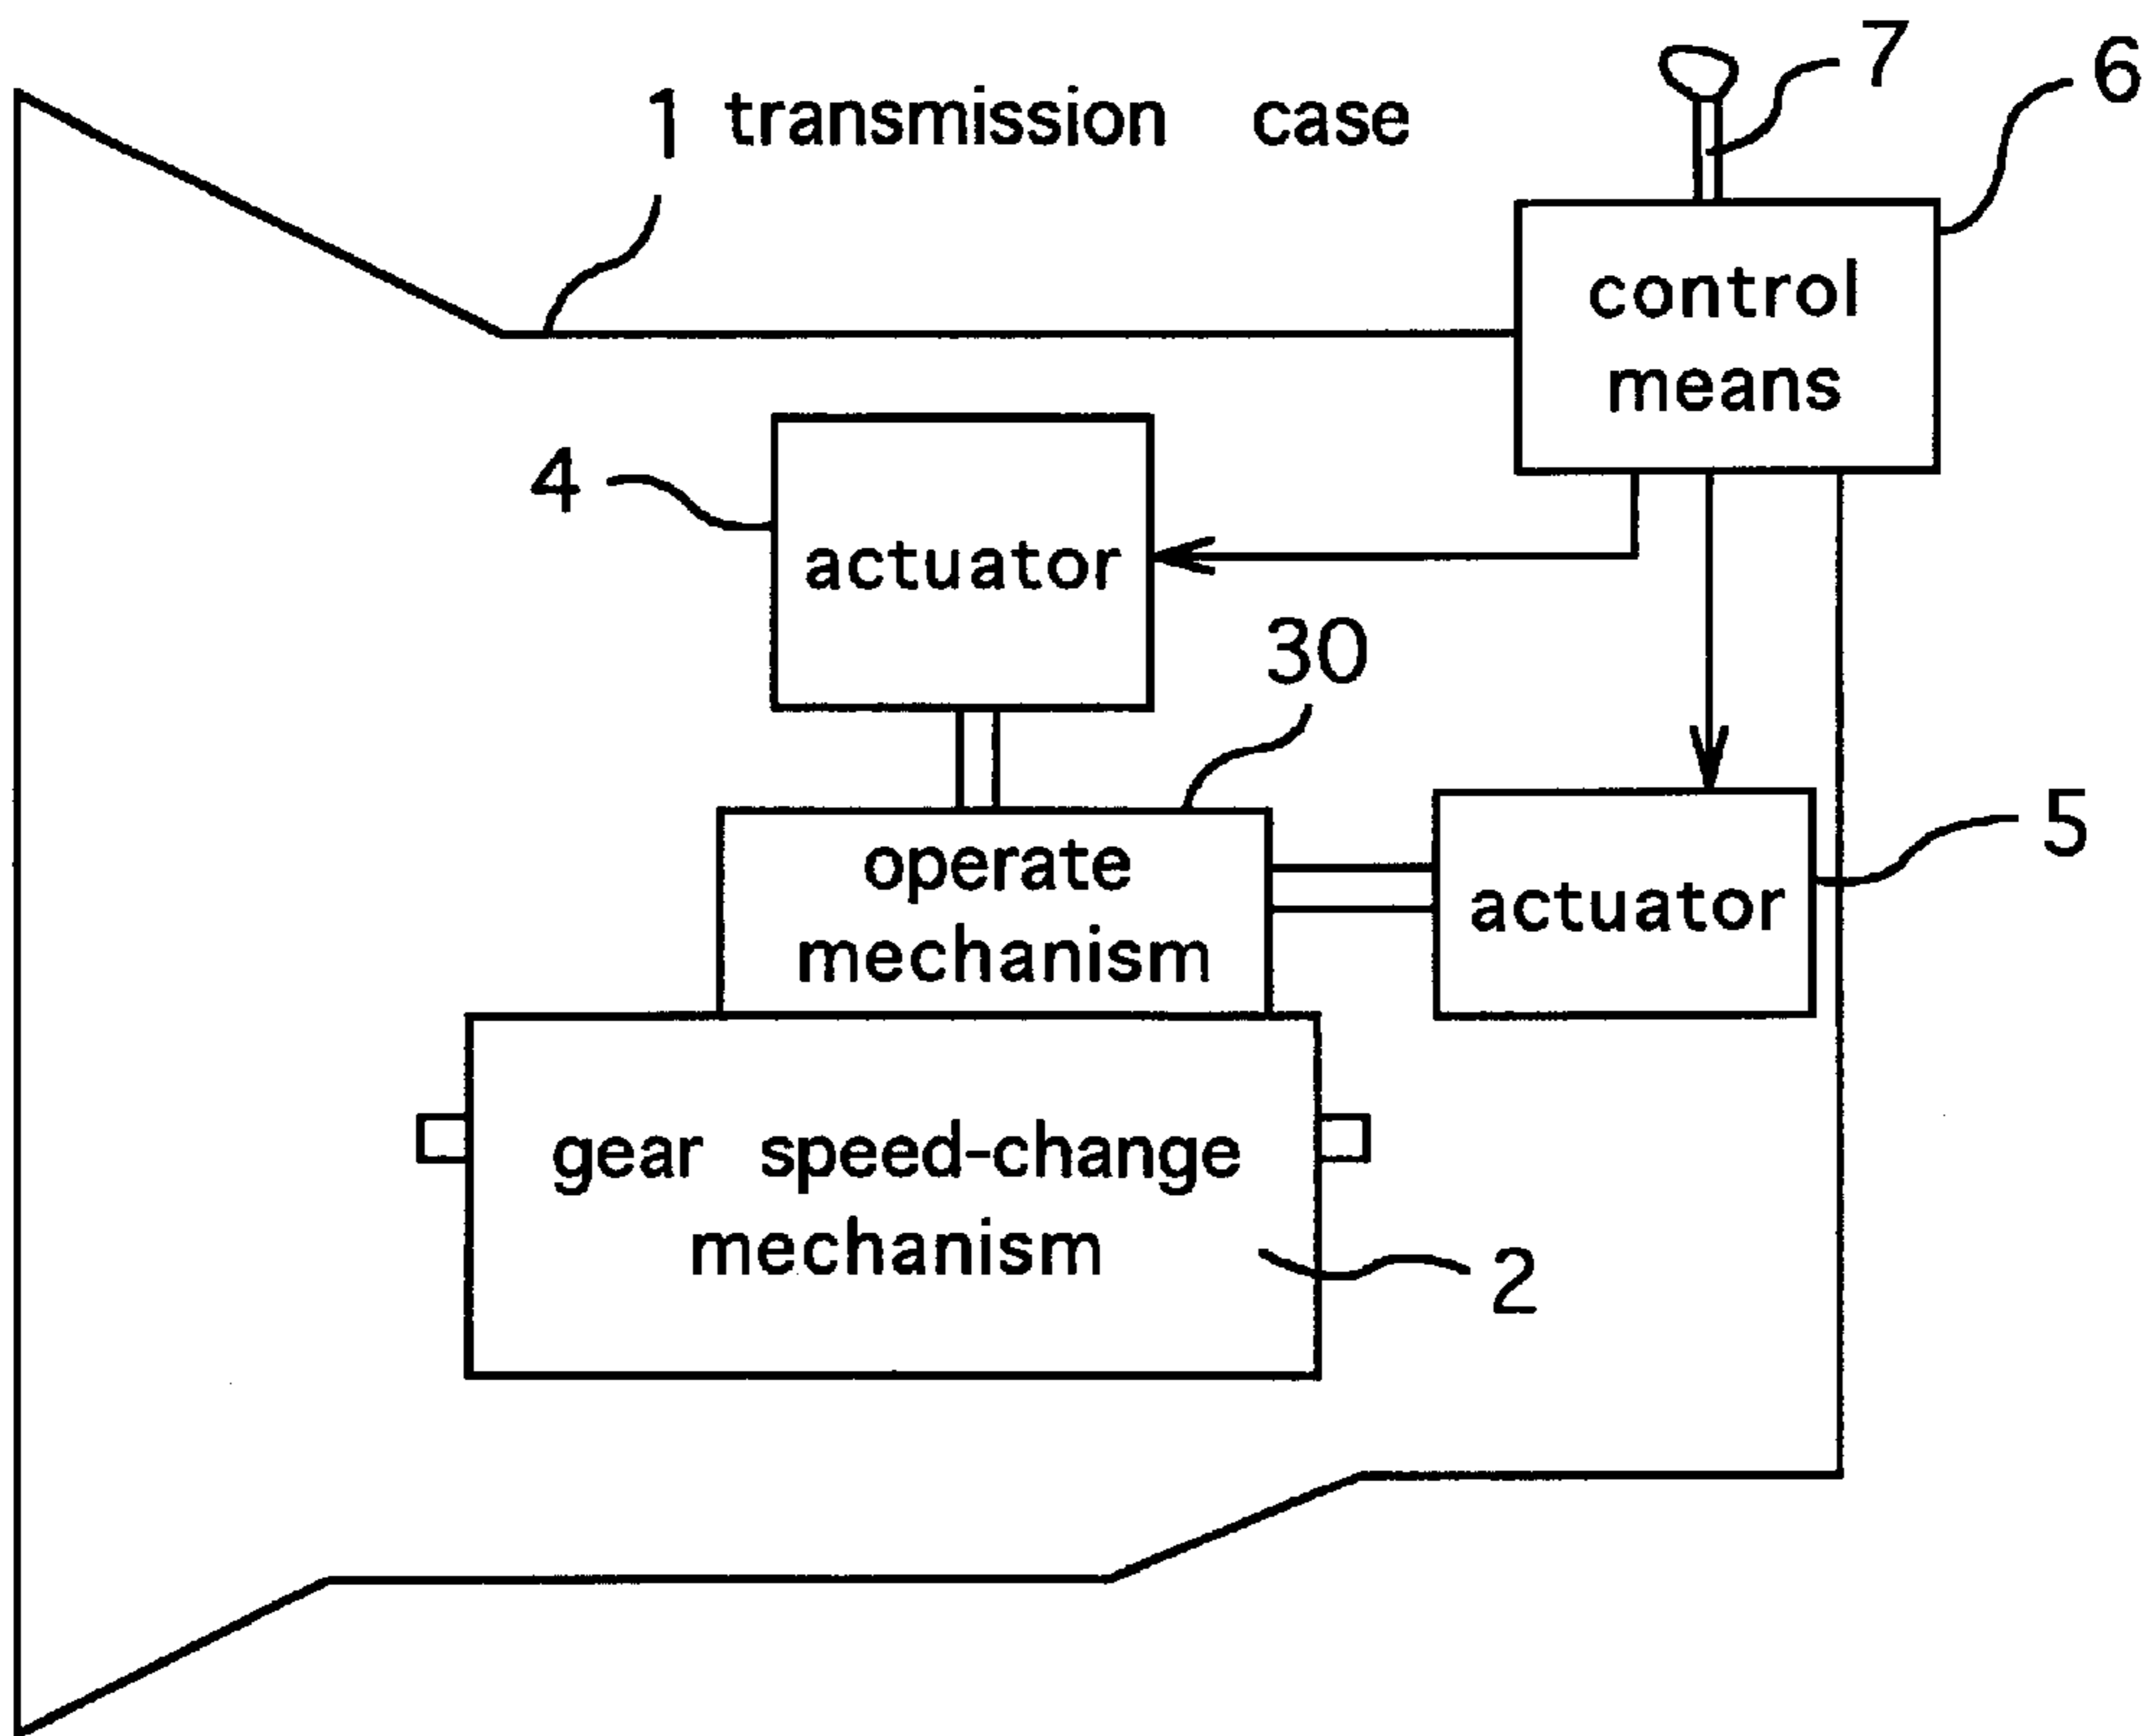 7
6
1 transmission case
control
means
4
actuator
30
operate
mechanism
5
actuator
gear speed-change
mechanism
2